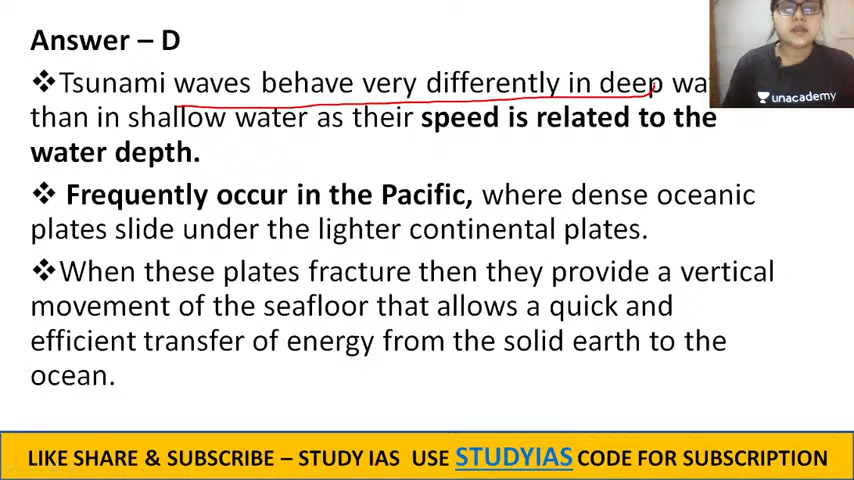 Answer – D
❖Tsunami waves behave very differently in deep
than in shallow water as their speed is related to the
water depth.
❖ Frequently occur in the Pacific, where dense oceanic
plates slide under the lighter continental plates.
❖When these plates fracture then they provide a vertical
movement of the seafloor that allows a quick and
efficient transfer of energy from the solid earth to the
ocean.
unacademy
LIKE SHARE & SUBSCRIBE – STUDY IAS USE STUDYIAS CODE FOR SUBSCRIPTION